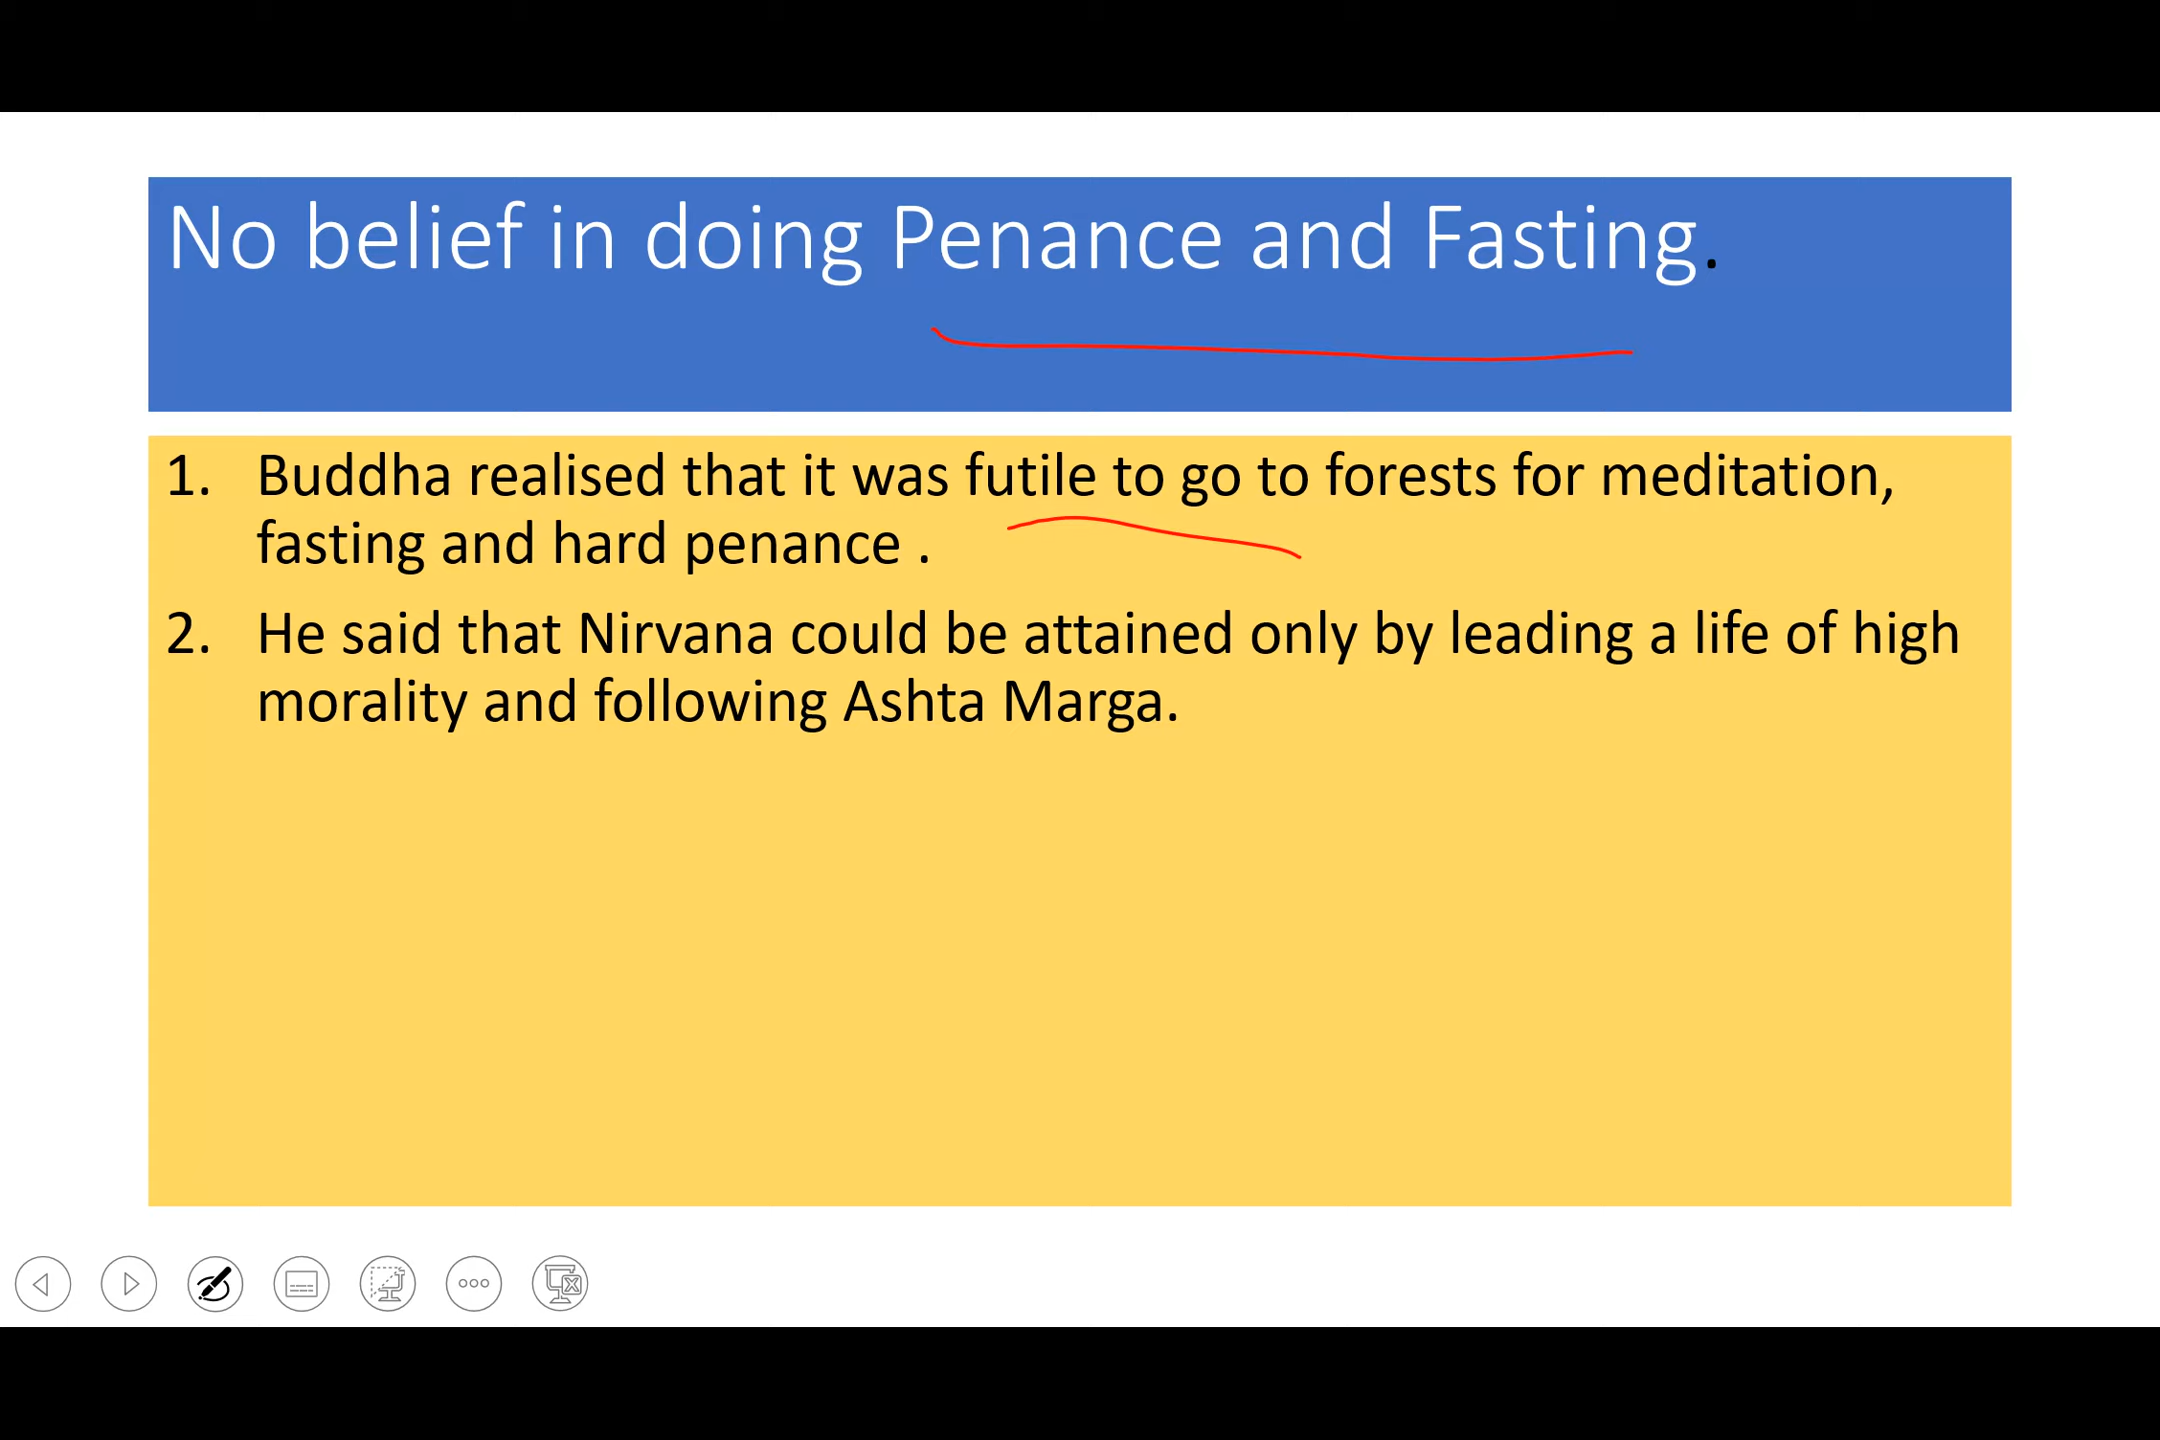 No belief in doing Penance and Fasting.
1. Buddha realised that it was futile to go to forests for meditation,
fasting and hard penance .
2. He said that Nirvana could be attained only by leading a life of high
morality and following Ashta Marga.